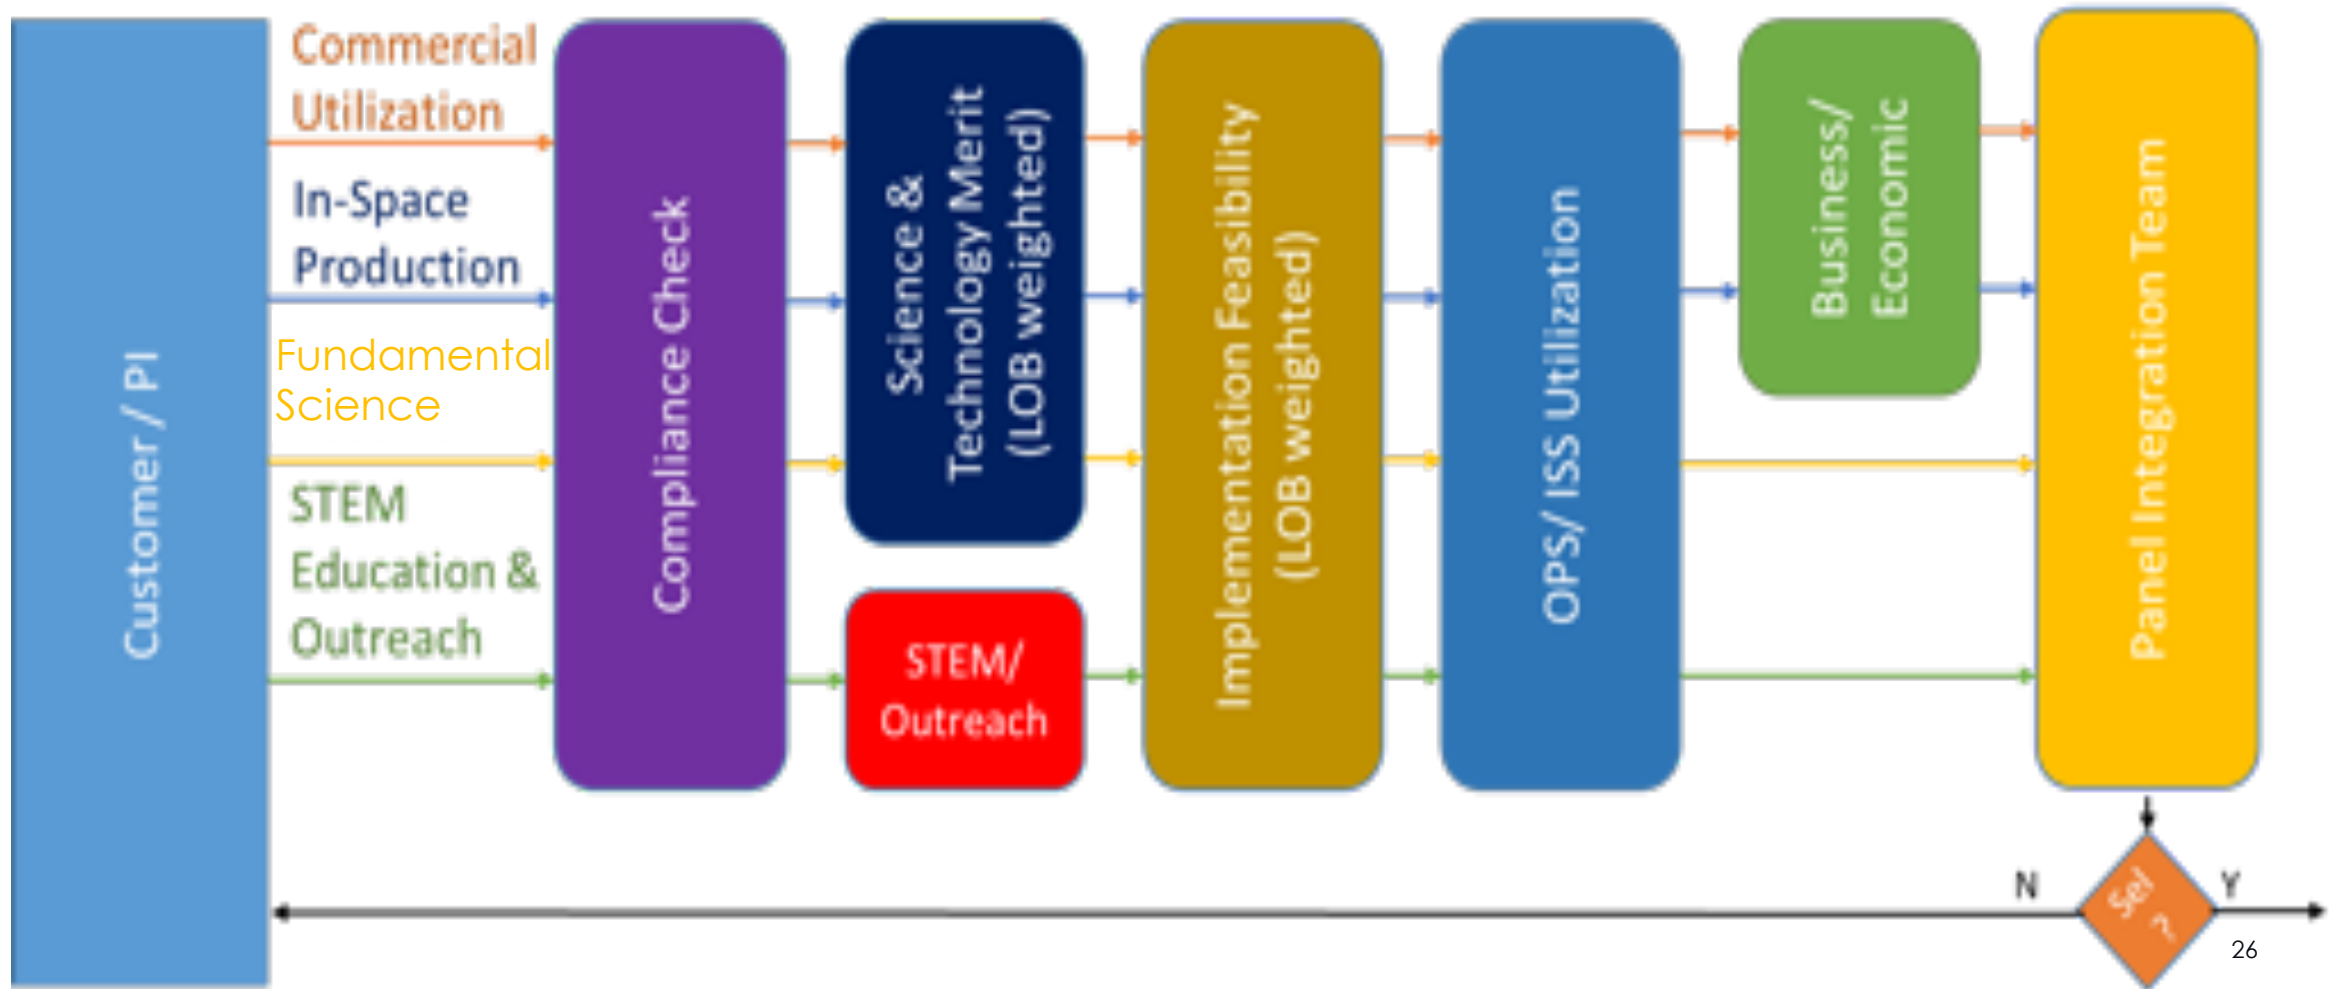 Customer / PI
Commercial
Utilization
In-Space
Production
Fundamental
Science
STEM
Education &
Outreach
Compliance Check
Science &
Technology Merit
(LOB weighted)
STEM/
Outreach
Implementation Feasibility
(LOB weighted)
OPS/ ISS Utilization
Business/
Economic
Panel Integration Team
N
Sel
?
Y
26